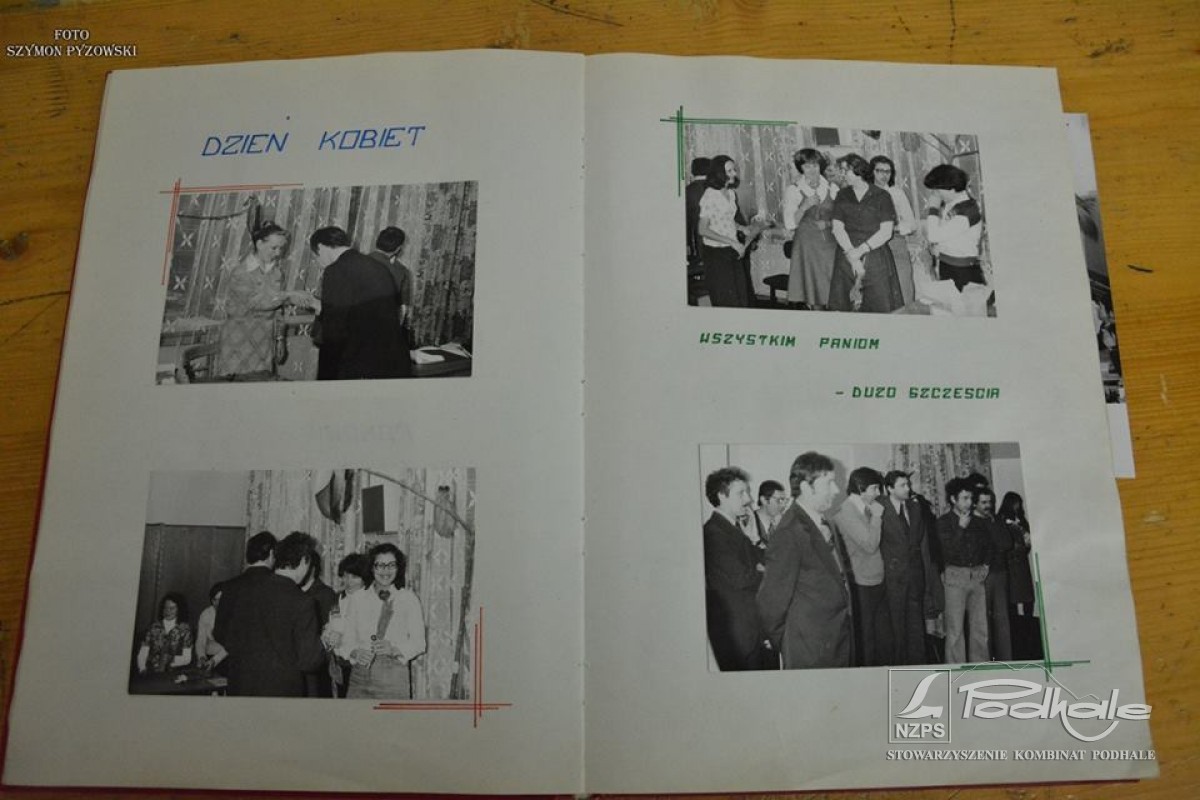 FOTO
SZYMON PYZOWSKI
DZIEN KOBIET
WSZYSTKIM PANIOM
- DUZO SZCZESCIA
NZPS
Podhale
STOWARZYSZENIE KOMBINAT PODHALE